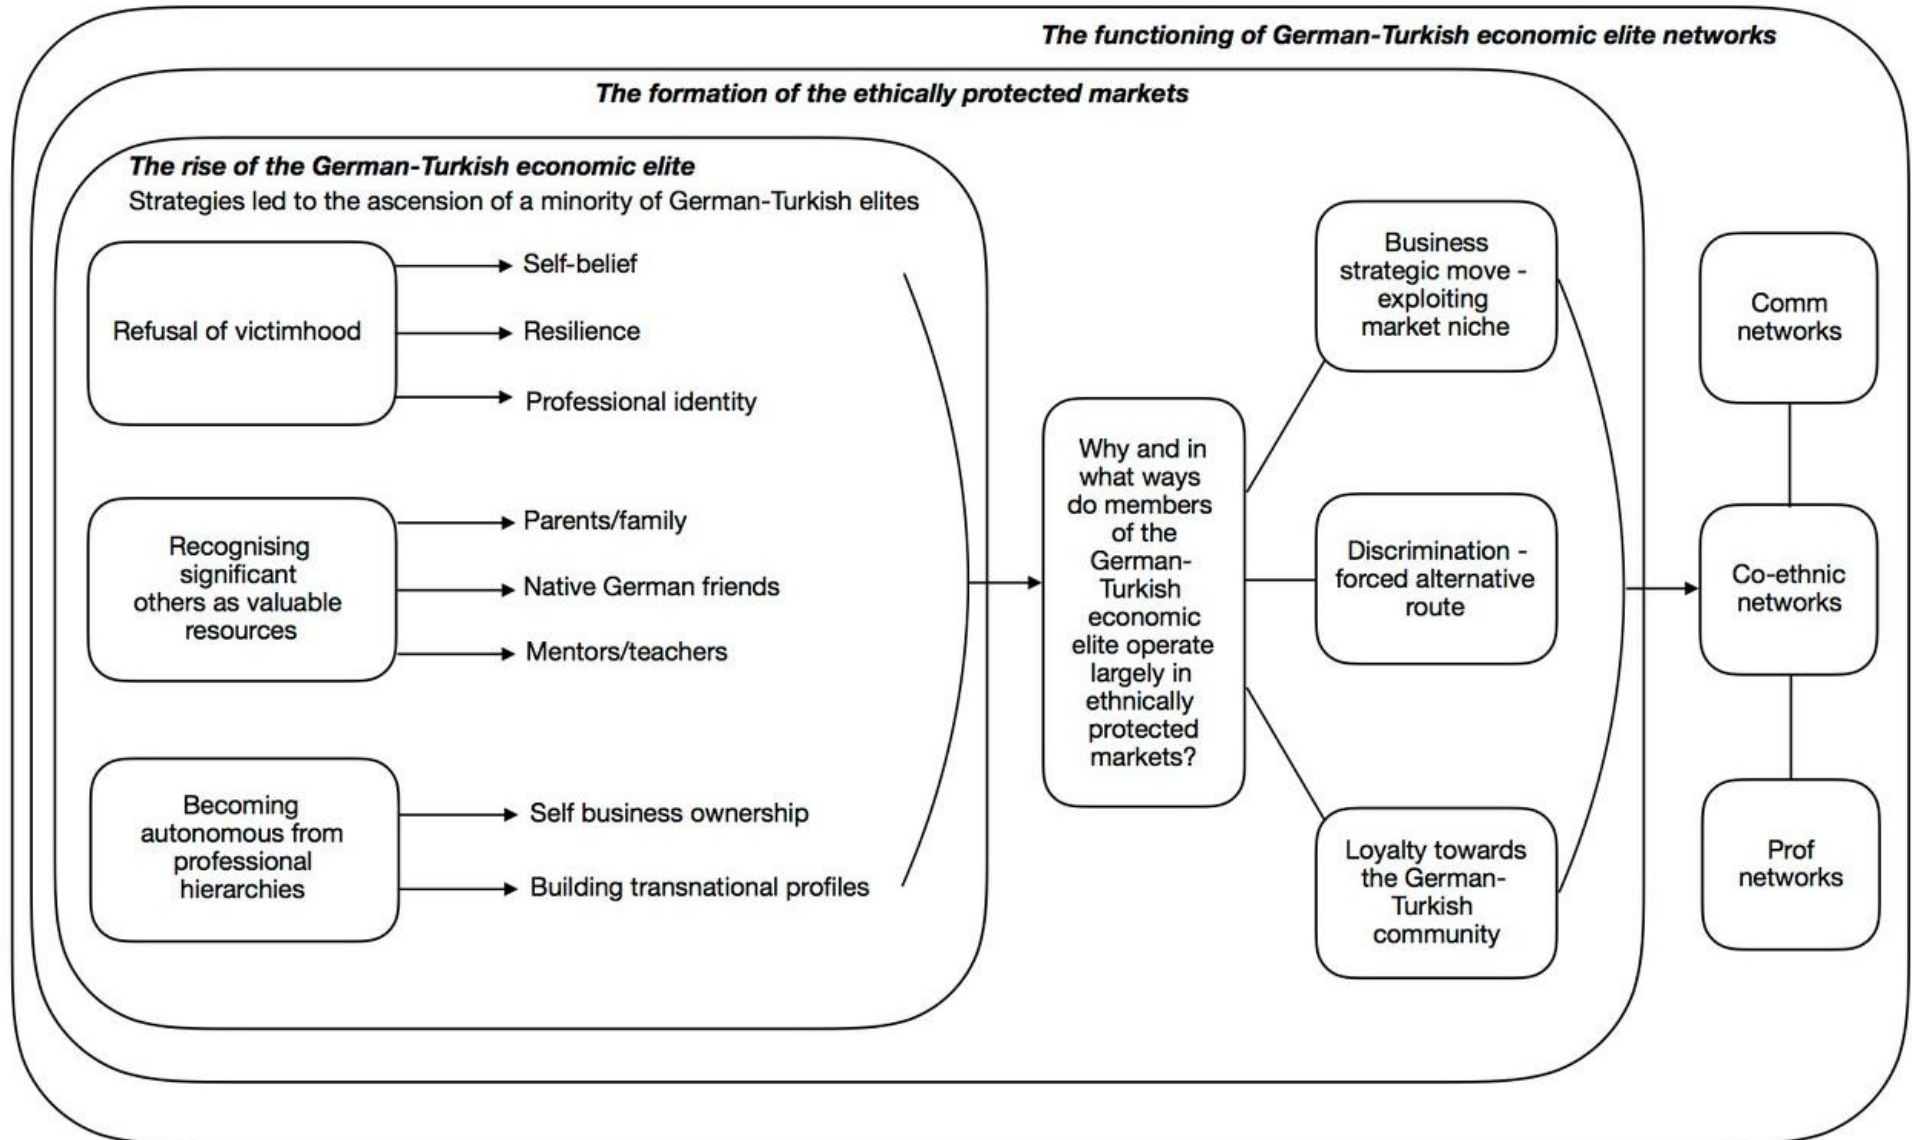 The functioning of German-Turkish economic elite networks
The formation of the ethically protected markets
The rise of the German-Turkish economic elite
Strategies led to the ascension of a minority of German-Turkish elites
Refusal of victimhood
Self-belief
Resilience
Professional identity
Recognising
significant
others as valuable
resources
Parents/family
Native German friends
Mentors/teachers
Becoming
autonomous from
professional
hierarchies
Self business ownership
Building transnational profiles
Why and in
what ways
do members
of the
German-
Turkish
economic
elite operate
largely in
ethnically
protected
markets?
Business
strategic move -
exploiting
market niche
Discrimination -
forced alternative
route
Loyalty towards
the German-
Turkish
community
Comm
networks
Co-ethnic
networks
Prof
networks